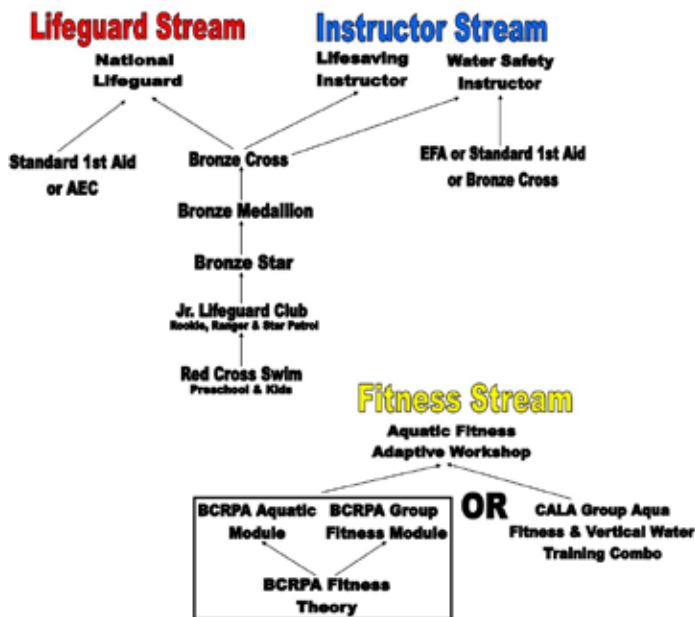 Lifeguard Stream
Instructor Stream
National
Lifeguard
Lifesaving
Instructor
Water Safety
Instructor
Standard 1st Aid
or AEC
Bronze Cross
EFA or Standard 1st Aid
or Bronze Cross
Bronze Medallion
Bronze Star
Jr. Lifeguard Club
Rookie, Ranger & Star Patrol
Red Cross Swim
Preschool & Kids
Fitness Stream
Aquatic Fitness
Adaptive Workshop
BCRPA Aquatic
Module
BCRPA Group
Fitness Module
OR
CALA Group Aqua
Fitness & Vertical Water
Training Combo
BCRPA Fitness
Theory